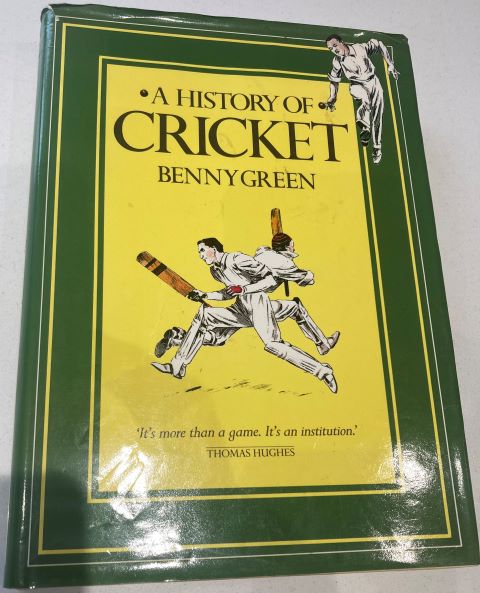 A HISTORY OF
CRICKET
BENNY GREEN
'It's more than a game. It's an institution.'
THOMAS HUGHES